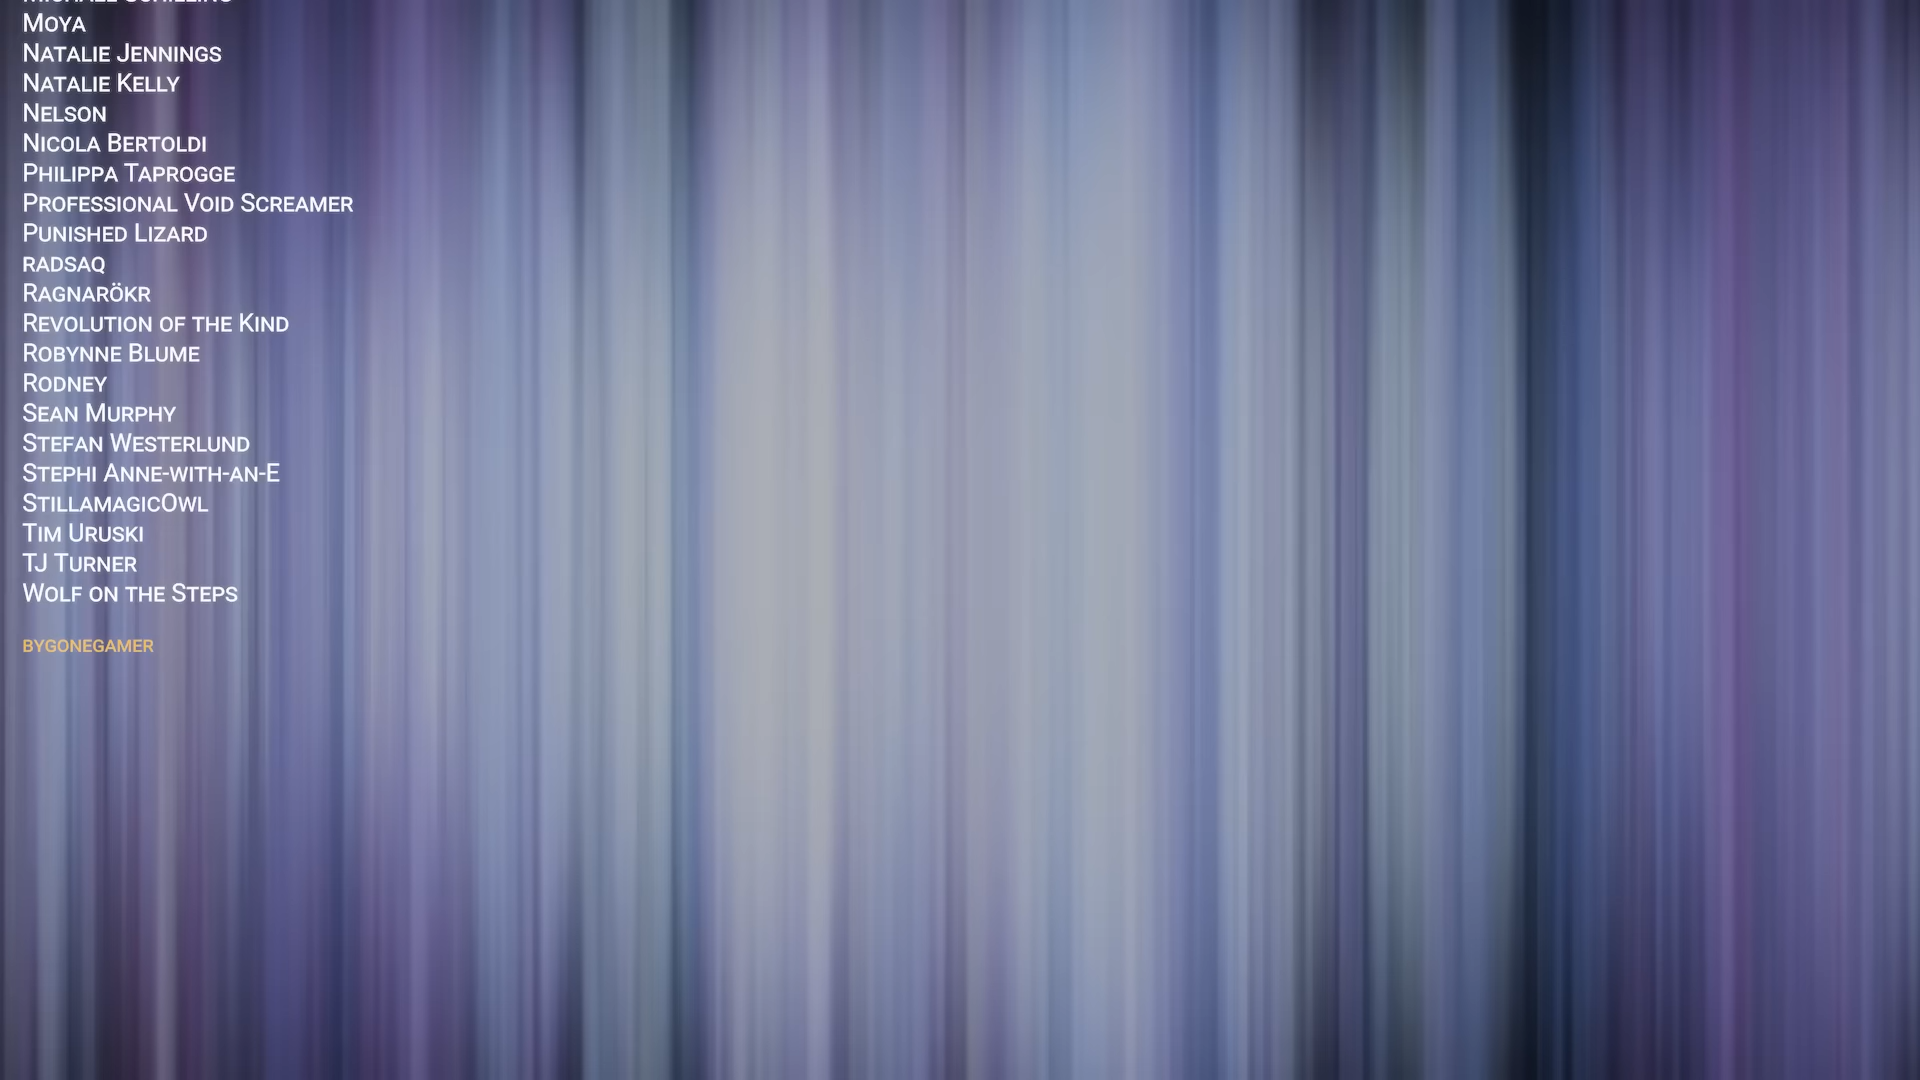 Moya
Natalie Jennings
Natalie Kelly
Nelson
Nicola Bertoldi
Philippa Taprogge
Professional Void Screamer
Punished Lizard
radsaq
Ragnarökr
Revolution of the Kind
Robynne Blume
Rodney
Sean Murphy
Stefan Westerlund
Stephi Anne-with-an-E
StillamagicOwl
Tim Uruski
TJ Turner
Wolf on the Steps
bygonegamer